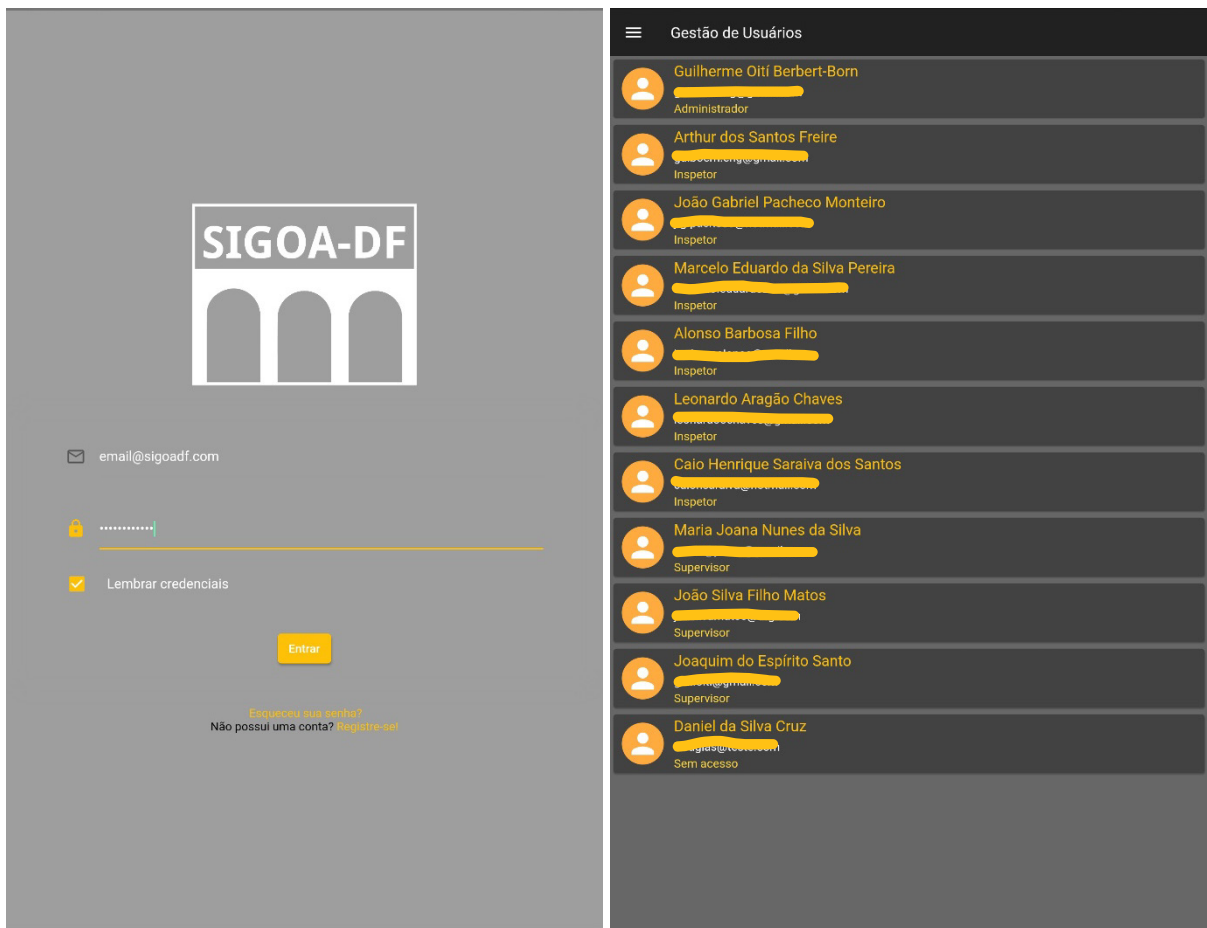 SIGOA-DF
email@sigoadf.com
Lembrar credenciais
Entrar
Esqueceu sua senha?
Não possui uma conta? Registre-se!
Gestão de Usuários
Guilherme Oití Berbert-Born
Administrador
Arthur dos Santos Freire
Inspetor
João Gabriel Pacheco Monteiro
Inspetor
Marcelo Eduardo da Silva Pereira
Inspetor
Alonso Barbosa Filho
Inspetor
Leonardo Aragão Chaves
Inspetor
Caio Henrique Saraiva dos Santos
Inspetor
Maria Joana Nunes da Silva
Supervisor
João Silva Filho Matos
Supervisor
Joaquim do Espírito Santo
Supervisor
Daniel da Silva Cruz
Sem acesso